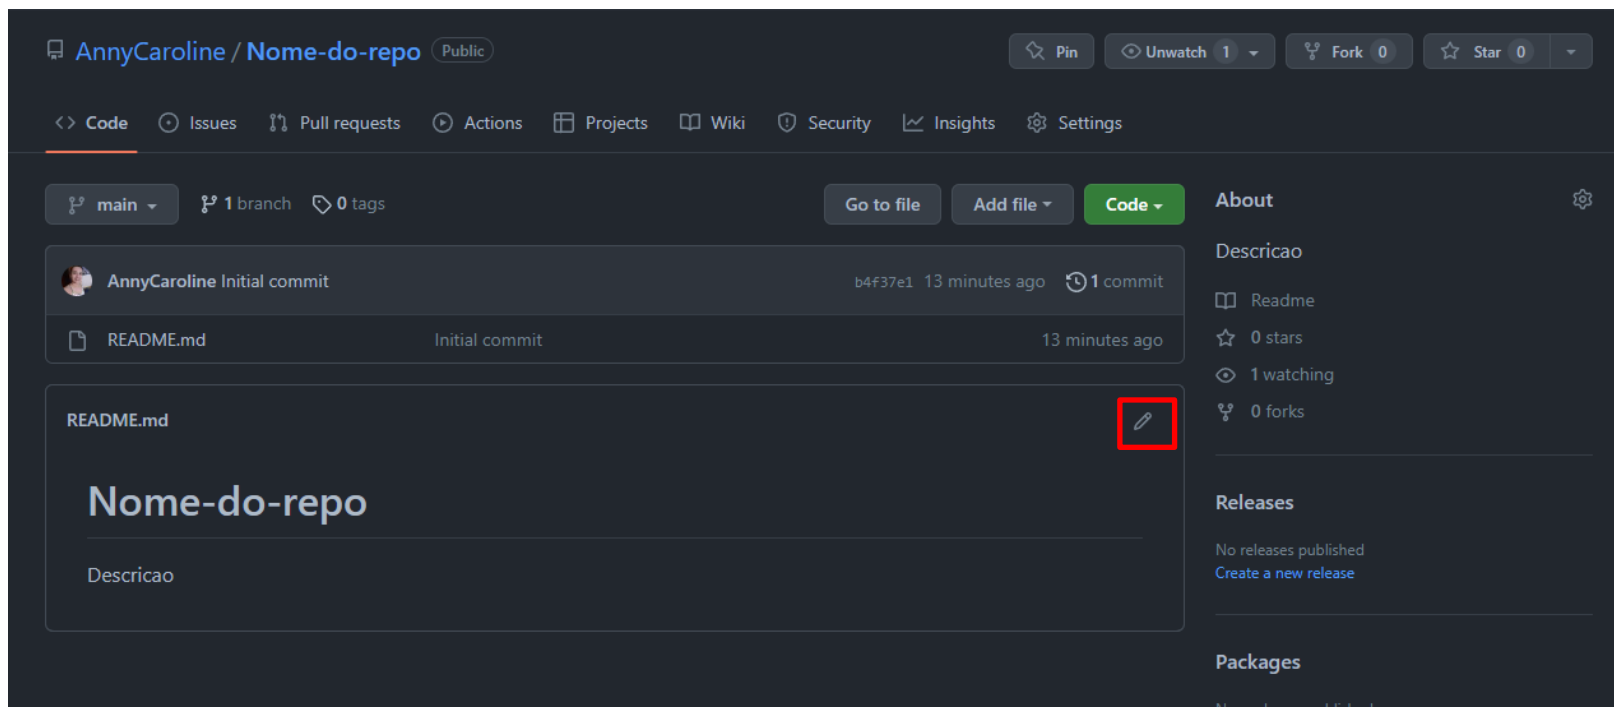 AnnyCaroline / Nome-do-repo Public
Pin Unwatch 1 Fork 0 Star 0
<> Code Issues Pull requests Actions Projects Wiki Security Insights Settings
main 1 branch 0 tags Go to file Add file Code
AnnyCaroline Initial commit b4f37e1 13 minutes ago 1 commit
README.md Initial commit 13 minutes ago
README.md
Nome-do-repo
Descricao
About
Descricao
Readme
0 stars
1 watching
0 forks
Releases
No releases published
Create a new release
Packages